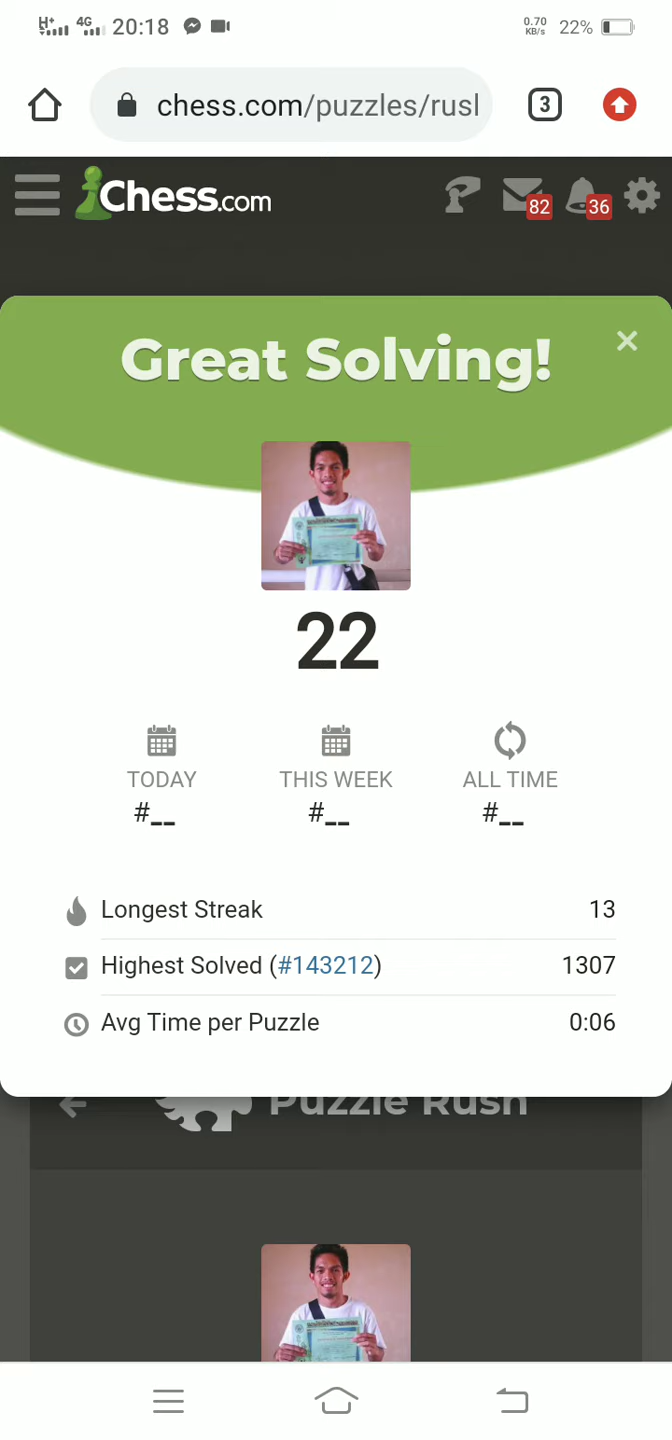 H+ 4G 20:18 0.70 KB/s 22%
chess.com/puzzles/rusl 3
Chess.com 82 36
Great Solving!
22
TODAY THIS WEEK ALL TIME
#__ #__ #__
Longest Streak 13
Highest Solved (#143212) 1307
Avg Time per Puzzle 0:06
Puzzle Rush